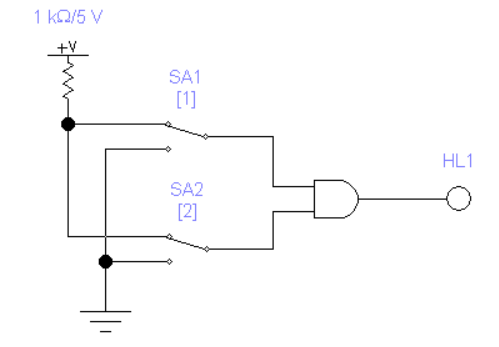 1 kΩ/5 V
+V
SA1
[1]
HL1
SA2
[2]